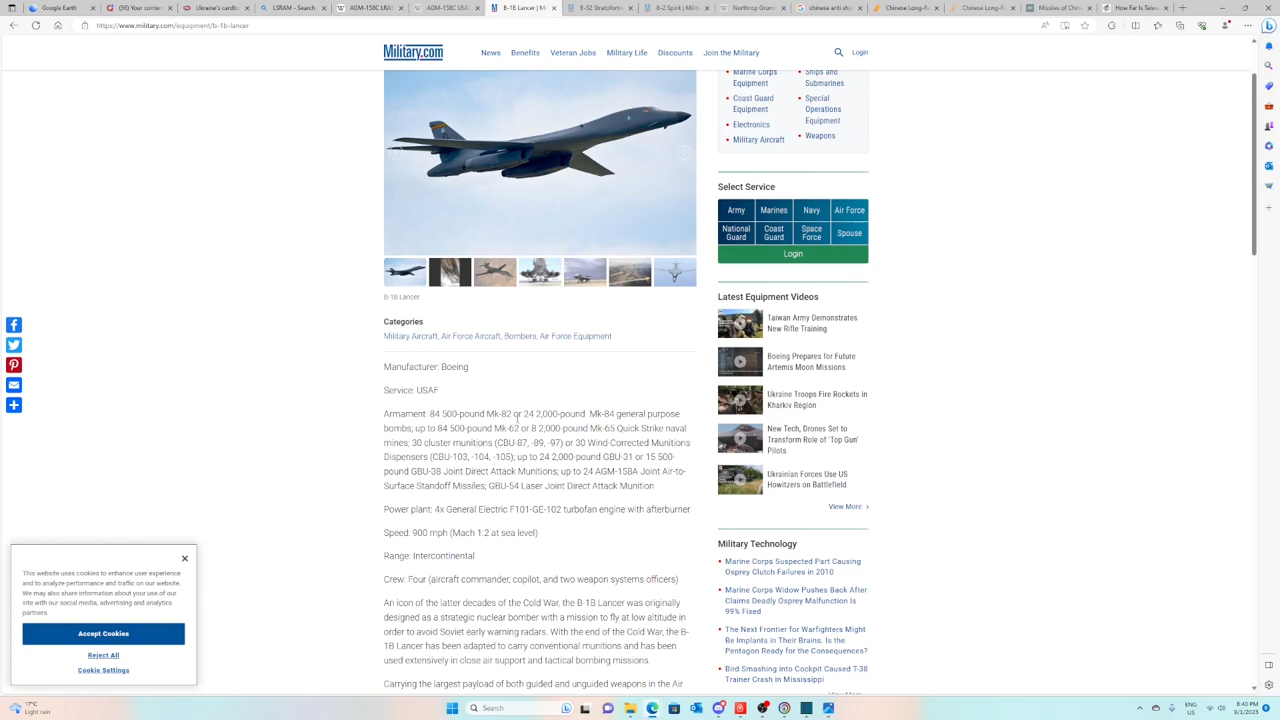 Google Earth
(3) Your conten
Ukraine's cardbo
LSRAM - Search
AGM-158C LRAS
AGM-158C LRAS
B-1B Lancer | M
B-52 Stratofortre
B-2 Spirit | Milita
Northrop Grumm
chinese anti ship
Chinese Long-Ra
Chinese Long-Ra
Missiles of China
How Far Is Taiwa
https://www.military.com/equipment/b-1b-lancer
Military.com
News
Benefits
Veteran Jobs
Military Life
Discounts
Join the Military
Login
Marine Corps
Equipment
Coast Guard
Equipment
Electronics
Military Aircraft
Ships and
Submarines
Special
Operations
Equipment
Weapons
Select Service
Army
Marines
Navy
Air Force
National
Guard
Coast
Guard
Space
Force
Spouse
Login
B-1B Lancer
Categories
Military Aircraft, Air Force Aircraft, Bombers, Air Force Equipment
Manufacturer: Boeing
Service: USAF
Armament: 84 500-pound Mk-82 or 24 2,000-pound Mk-84 general purpose
bombs; up to 84 500-pound Mk-62 or 8 2,000-pound Mk-65 Quick Strike naval
mines; 30 cluster munitions (CBU-87, -89, -97) or 30 Wind-Corrected Munitions
Dispensers (CBU-103, -104, -105); up to 24 2,000-pound GBU-31 or 15 500-
pound GBU-38 Joint Direct Attack Munitions; up to 24 AGM-158A Joint Air-to-
Surface Standoff Missiles; GBU-54 Laser Joint Direct Attack Munition
Power plant: 4x General Electric F101-GE-102 turbofan engine with afterburner
Speed: 900 mph (Mach 1.2 at sea level)
Range: Intercontinental
Crew: Four (aircraft commander, copilot, and two weapon systems officers)
An icon of the latter decades of the Cold War, the B-1B Lancer was originally
designed as a strategic nuclear bomber with a mission to fly at low altitude in
order to avoid Soviet early warning radars. With the end of the Cold War, the B-
1B Lancer has been adapted to carry conventional munitions and has been
used extensively in close air support and tactical bombing missions.
Carrying the largest payload of both guided and unguided weapons in the Air
Latest Equipment Videos
Taiwan Army Demonstrates
New Rifle Training
Boeing Prepares for Future
Artemis Moon Missions
Ukraine Troops Fire Rockets in
Kharkiv Region
New Tech, Drones Set to
Transform Role of 'Top Gun'
Pilots
Ukrainian Forces Use US
Howitzers on Battlefield
View More
Military Technology
Marine Corps Suspected Part Causing
Osprey Clutch Failures in 2010
Marine Corps Widow Pushes Back After
Claims Deadly Osprey Malfunction Is
99% Fixed
The Next Frontier for Warfighters Might
Be Implants in Their Brains. Is the
Pentagon Ready for the Consequences?
Bird Smashing into Cockpit Caused T-38
Trainer Crash in Mississippi
View More
This website uses cookies to enhance user experience
and to analyze performance and traffic on our website.
We may also share information about your use of our
site with our social media, advertising and analytics
partners.
Accept Cookies
Reject All
Cookie Settings
Light rain
Search
ENG
US
8:40 PM
9/1/2023